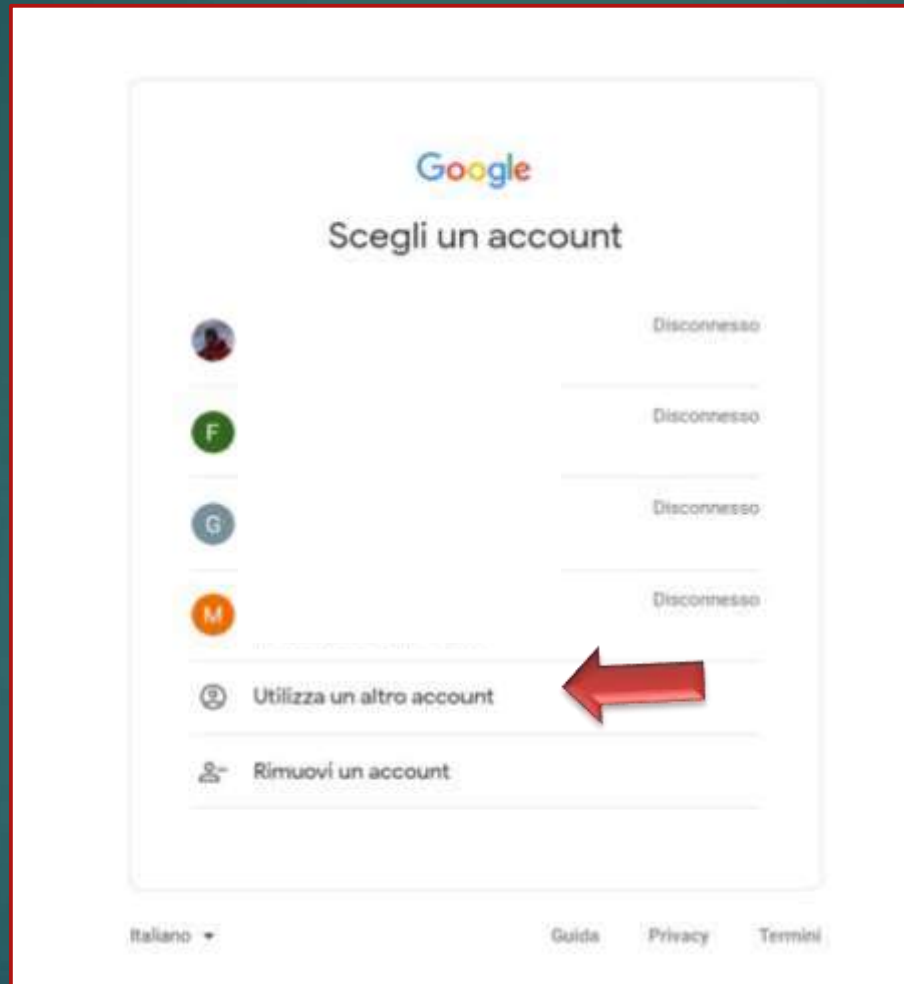 Google
Scegli un account
Disconnesso
F
Disconnesso
G
Disconnesso
M
Disconnesso
Utilizza un altro account
Rimuovi un account
Italiano
Guida Privacy Termini